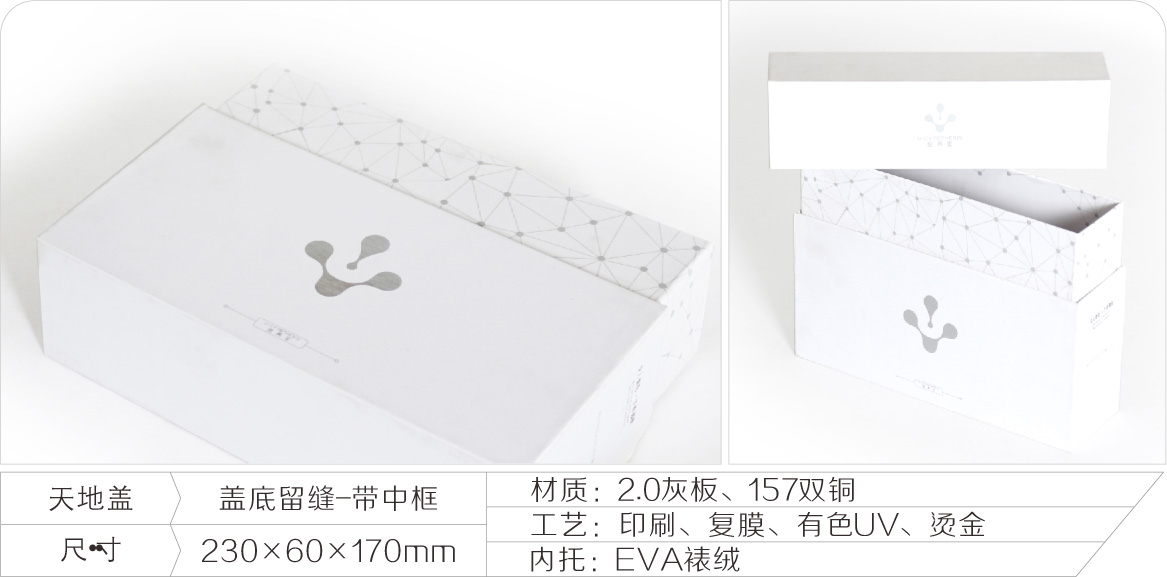 天地盖
盖底留缝-带中框
尺••寸
230×60×170mm
材质：2.0灰板、157双铜
工艺：印刷、复膜、有色UV、烫金
内托：EVA裱绒